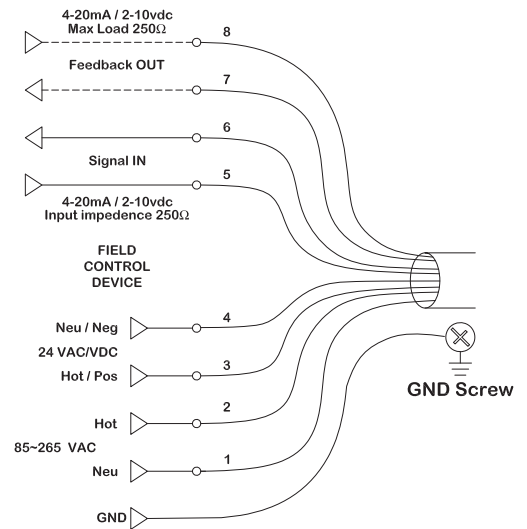 4-20mA / 2-10vdc
Max Load 250Ω
8
Feedback OUT
7
6
Signal IN
5
4-20mA / 2-10vdc
Input impedence 250Ω
FIELD
CONTROL
DEVICE
4
Neu / Neg
24 VAC/VDC
3
Hot / Pos
GND Screw
2
Hot
85~265 VAC
1
Neu
GND